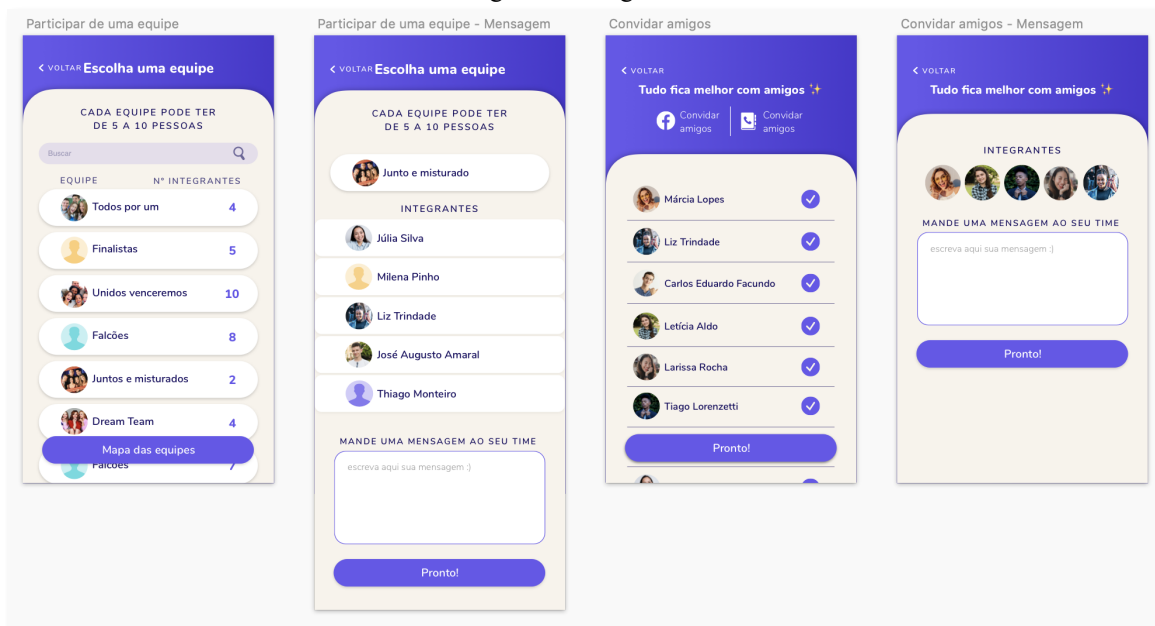 Participar de uma equipe
VOLTAR Escolha uma equipe
CADA EQUIPE PODE TER
DE 5 A 10 PESSOAS
Buscar
EQUIPE Nº INTEGRANTES
Todos por um 4
Finalistas 5
Unidos venceremos 10
Falcões 8
Juntos e misturados 2
Dream Team 4
Mapa das equipes
Falcões 7
Participar de uma equipe - Mensagem
VOLTAR Escolha uma equipe
CADA EQUIPE PODE TER
DE 5 A 10 PESSOAS
Junto e misturado
INTEGRANTES
Júlia Silva
Milena Pinho
Liz Trindade
José Augusto Amaral
Thiago Monteiro
MANDE UMA MENSAGEM AO SEU TIME
escreva aqui sua mensagem :)
Pronto!
Convidar amigos
VOLTAR
Tudo fica melhor com amigos ✨
Convidar
amigos
Convidar
amigos
Márcia Lopes
Liz Trindade
Carlos Eduardo Facundo
Letícia Aldo
Larissa Rocha
Tiago Lorenzetti
Pronto!
Convidar amigos - Mensagem
VOLTAR
Tudo fica melhor com amigos ✨
INTEGRANTES
MANDE UMA MENSAGEM AO SEU TIME
escreva aqui sua mensagem :)
Pronto!